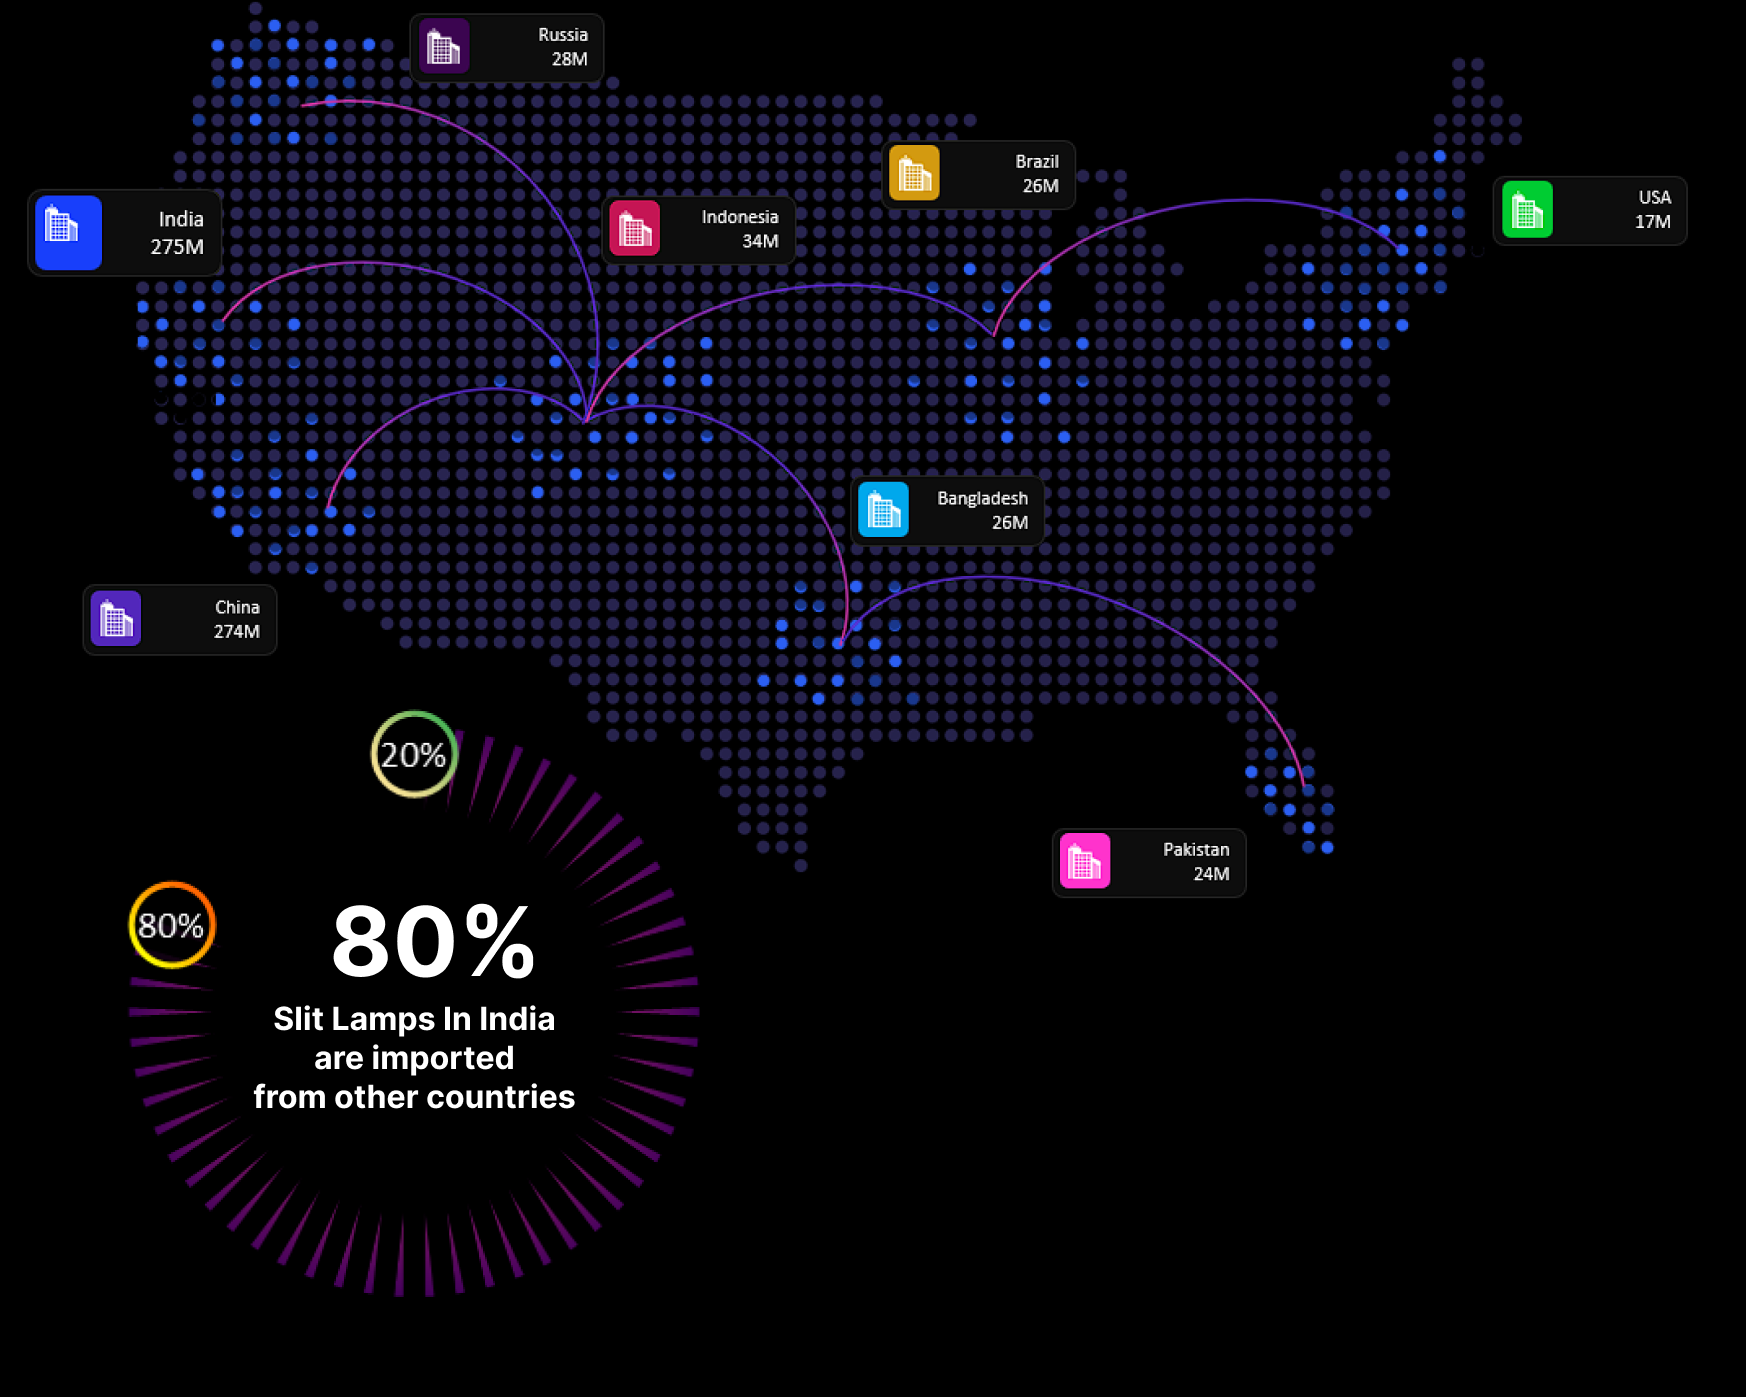 Russia
28M
Brazil
26M
India
275M
Indonesia
34M
USA
17M
Bangladesh
26M
China
274M
Pakistan
24M
20%
80%
80%
Slit Lamps In India
are imported
from other countries